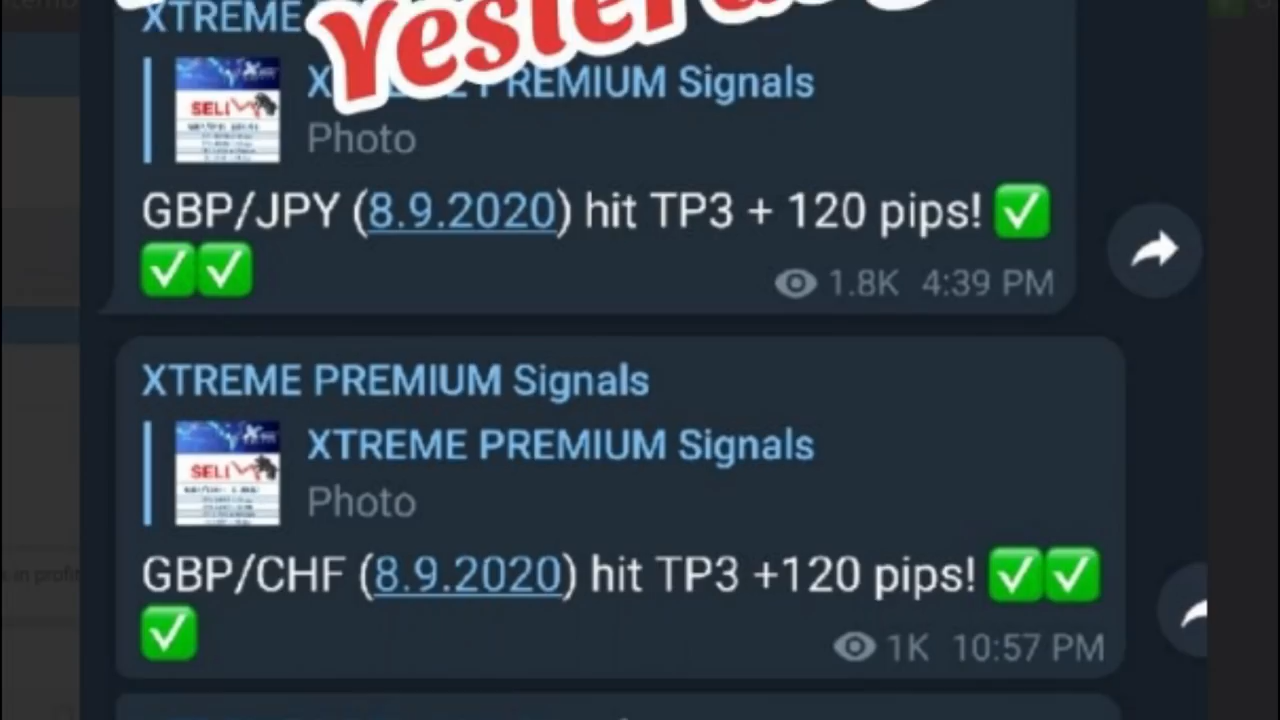 XTREME
Yesterday
PREMIUM Signals
Photo
GBP/JPY (8.9.2020) hit TP3 + 120 pips! ✅
✅✅
1.8K 4:39 PM
XTREME PREMIUM Signals
XTREME PREMIUM Signals
SELL
Photo
GBP/CHF (8.9.2020) hit TP3 +120 pips! ✅✅
✅
1K 10:57 PM